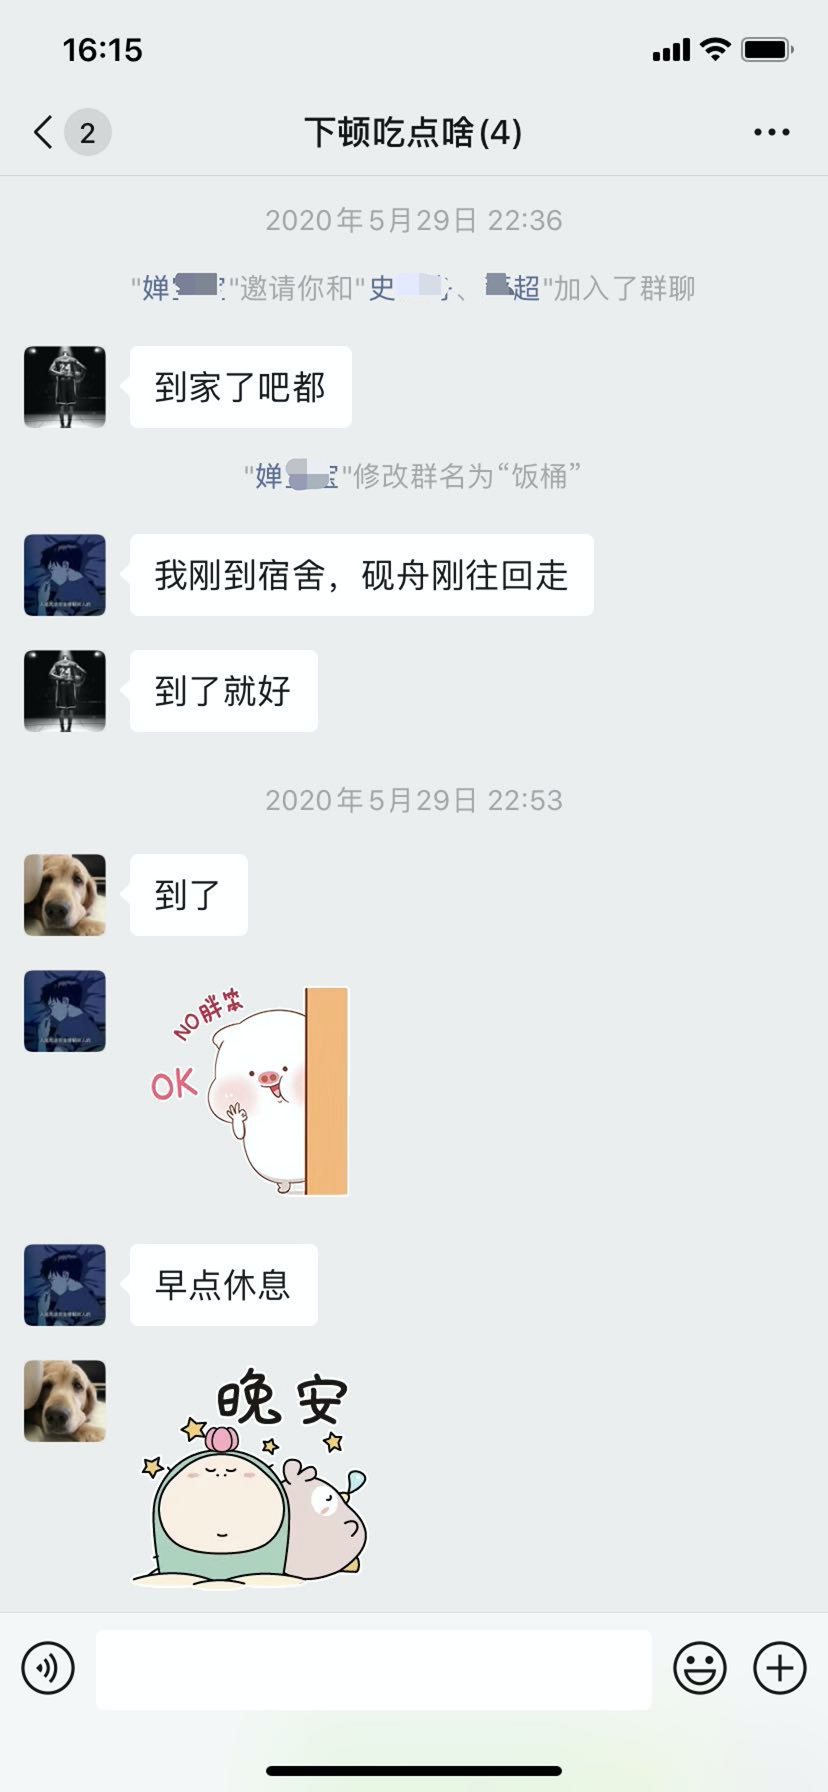 16:15
2
下顿吃点啥(4)
2020年5月29日 22:36
"婵"邀请你和"史、超"加入了群聊
到家了吧都
24
"婵宝"修改群名为“饭桶”
我刚到宿舍，砚舟刚往回走
24
到了就好
2020年5月29日 22:53
到了
NO胖笨
OK
早点休息
晚安